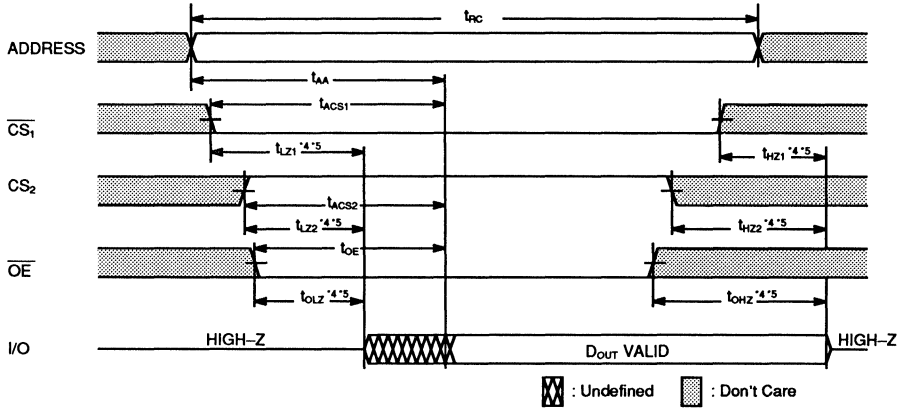 tRC
ADDRESS
tAA
tACS1
CS1
tLZ1 *4 *5
tHZ1 *4 *5
CS2
tACS2
tLZ2 *4 *5
tHZ2 *4 *5
tOE
OE
tOLZ *4 *5
tOHZ *4 *5
I/O
HIGH–Z
DOUT VALID
HIGH–Z
: Undefined
: Don't Care